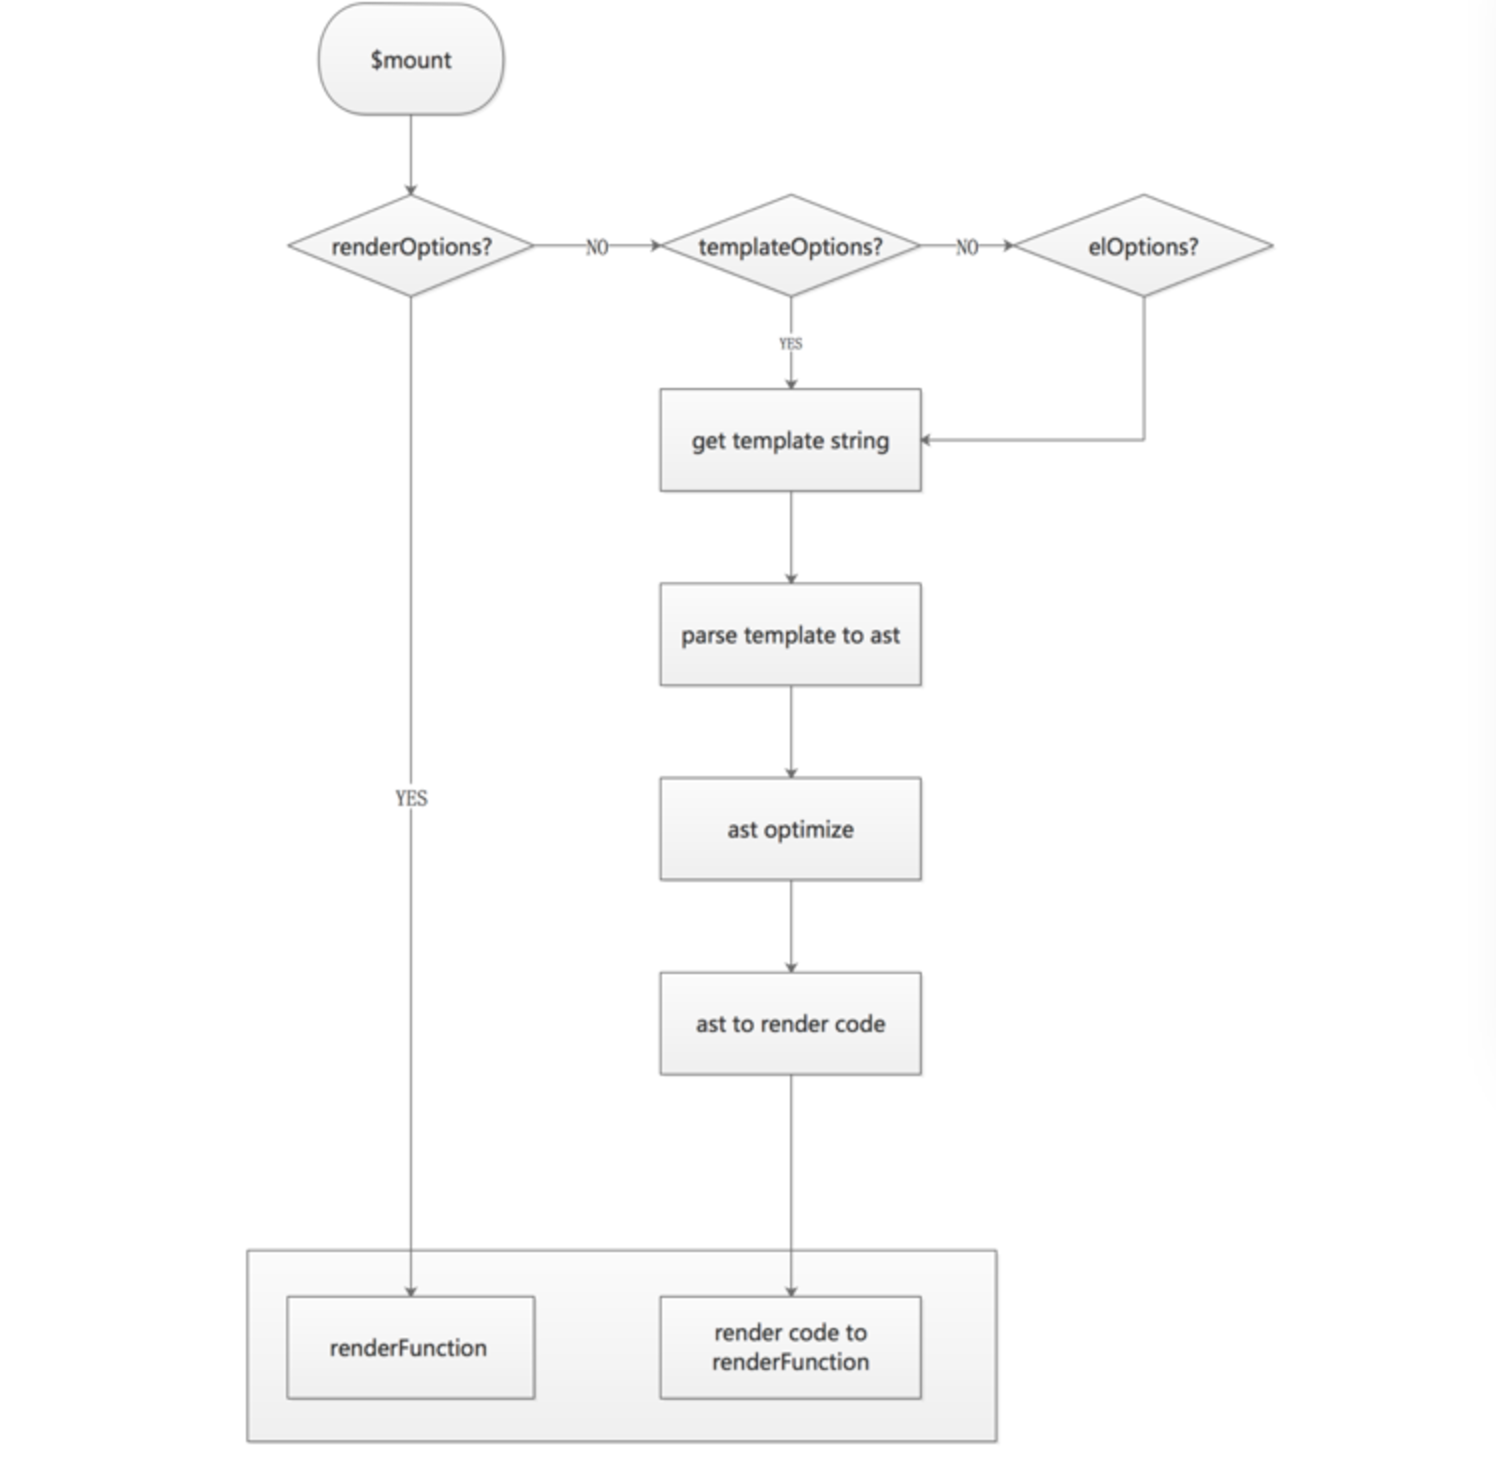 $mount
renderOptions?
NO
templateOptions?
NO
elOptions?
YES
get template string
parse template to ast
YES
ast optimize
ast to render code
renderFunction
render code to
renderFunction